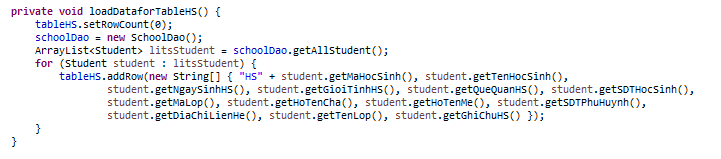 private void loadDataforTableHS() {
    tableHS.setRowCount(0);
    schoolDao = new SchoolDao();
    ArrayList<Student> litsStudent = schoolDao.getAllStudent();
    for (Student student : litsStudent) {
        tableHS.addRow(new String[] { "HS" + student.getMaHocSinh(), student.getTenHocSinh(),
                student.getNgaySinhHS(), student.getGioiTinhHS(), student.getQueQuanHS(), student.getSDTHocSinh(),
                student.getMaLop(), student.getHoTenCha(), student.getHoTenMe(), student.getSDTPhuHuynh(),
                student.getDiaChiLienHe(), student.getTenLop(), student.getGhiChuHS() });
    }
}